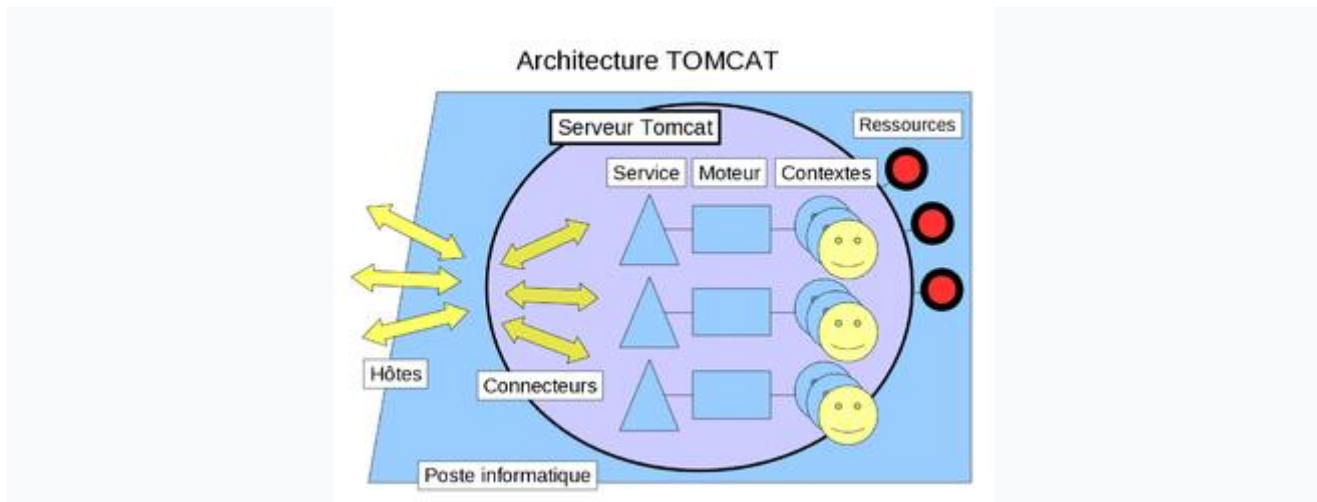 Architecture TOMCAT
Serveur Tomcat
Ressources
Service
Moteur
Contextes
Hôtes
Connecteurs
Poste informatique